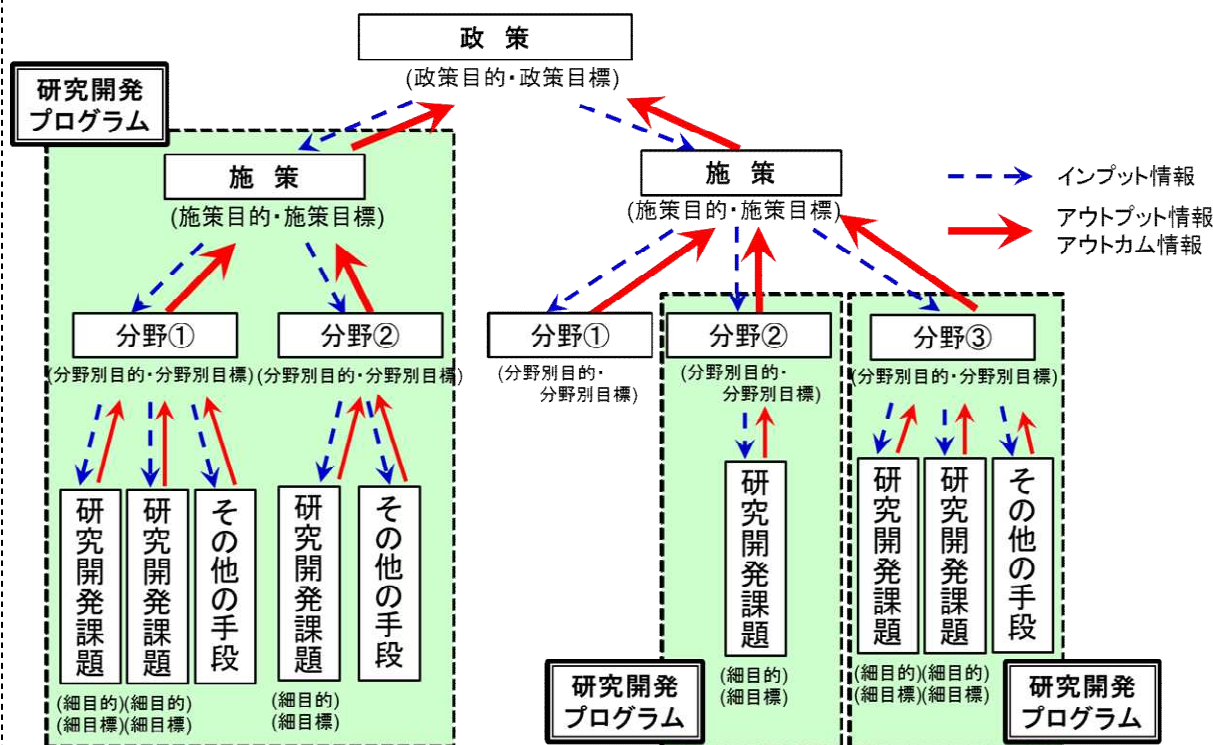 政 策
(政策目的・政策目標)
研究開発
プログラム
施 策
(施策目的・施策目標)
施 策
(施策目的・施策目標)
インプット情報
アウトプット情報
アウトカム情報
分野①
(分野別目的・分野別目標)
分野②
(分野別目的・分野別目標)
分野①
(分野別目的・
分野別目標)
分野②
(分野別目的・
分野別目標)
分野③
(分野別目的・分野別目標)
研究開発課題
研究開発課題
その他の手段
研究開発課題
その他の手段
研究開発課題
研究開発課題
研究開発課題
その他の手段
(細目的)(細目的)
(細目標)(細目標)
(細目的)
(細目標)
(細目的)
(細目標)
(細目的)(細目的)
(細目標)(細目標)
研究開発
プログラム
研究開発
プログラム